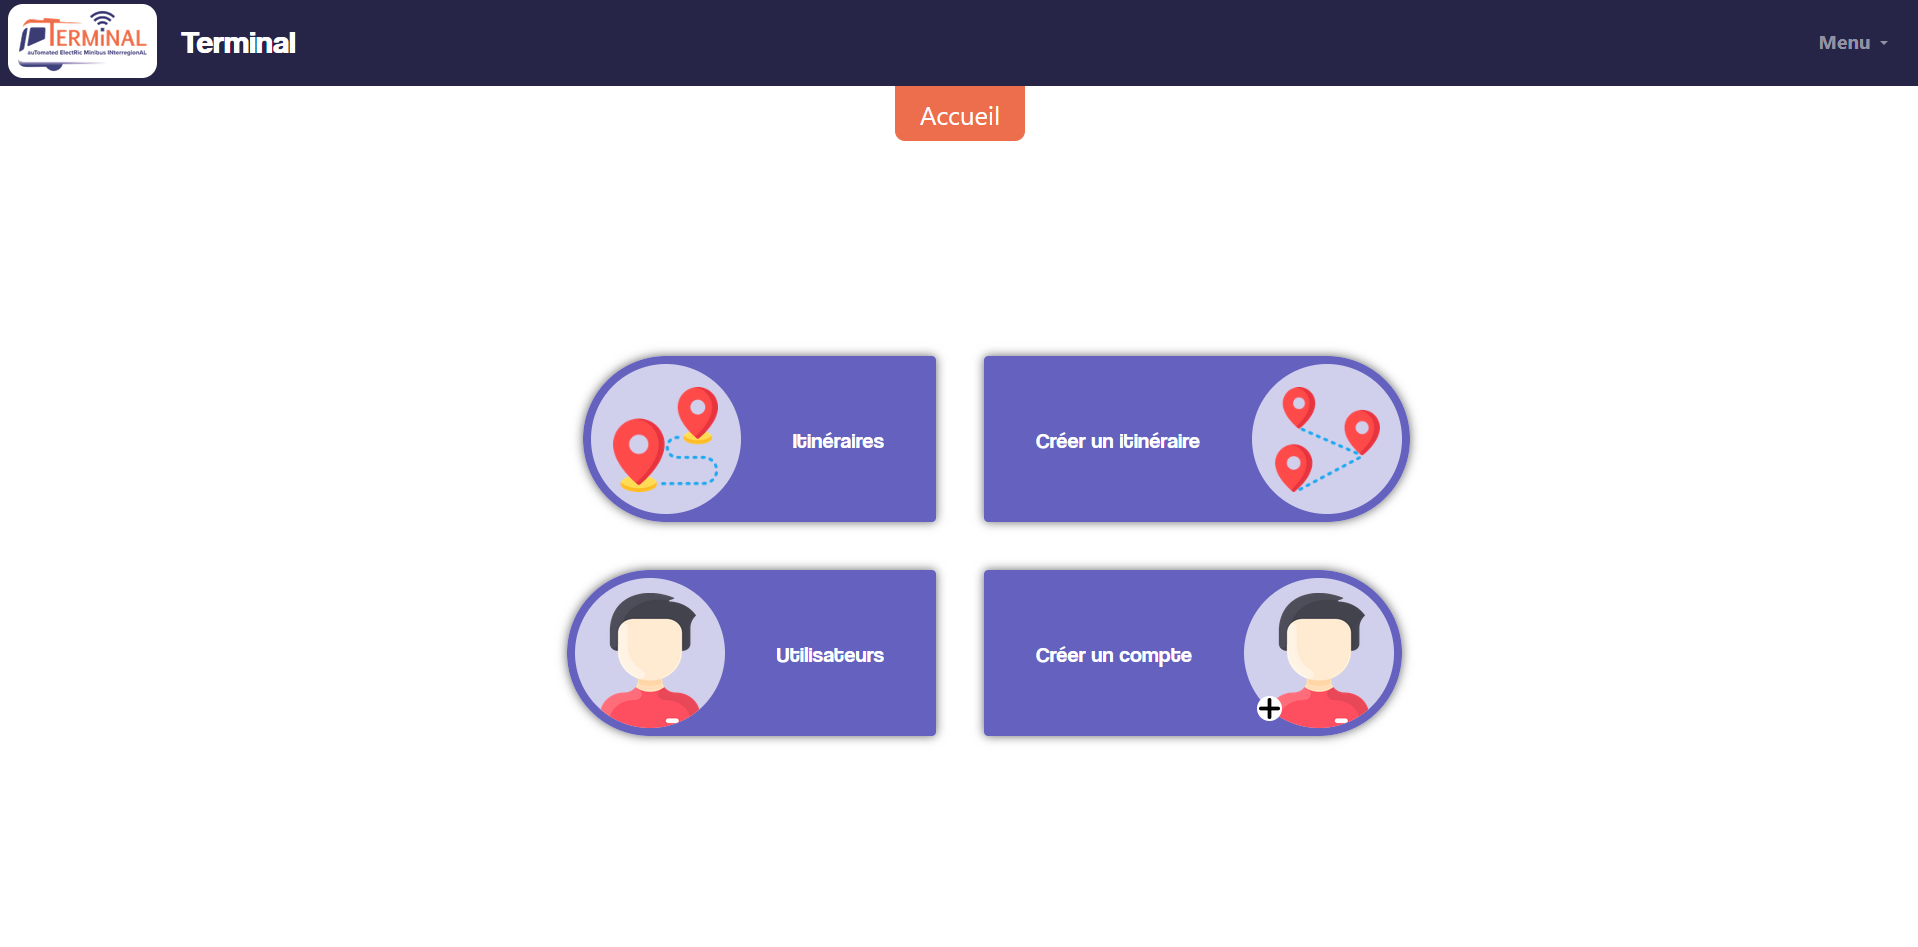 TERMiNAL
auTomated ElectRic Minibus INterregionAL
Terminal
Menu
Accueil
Itinéraires
Créer un itinéraire
Utilisateurs
Créer un compte